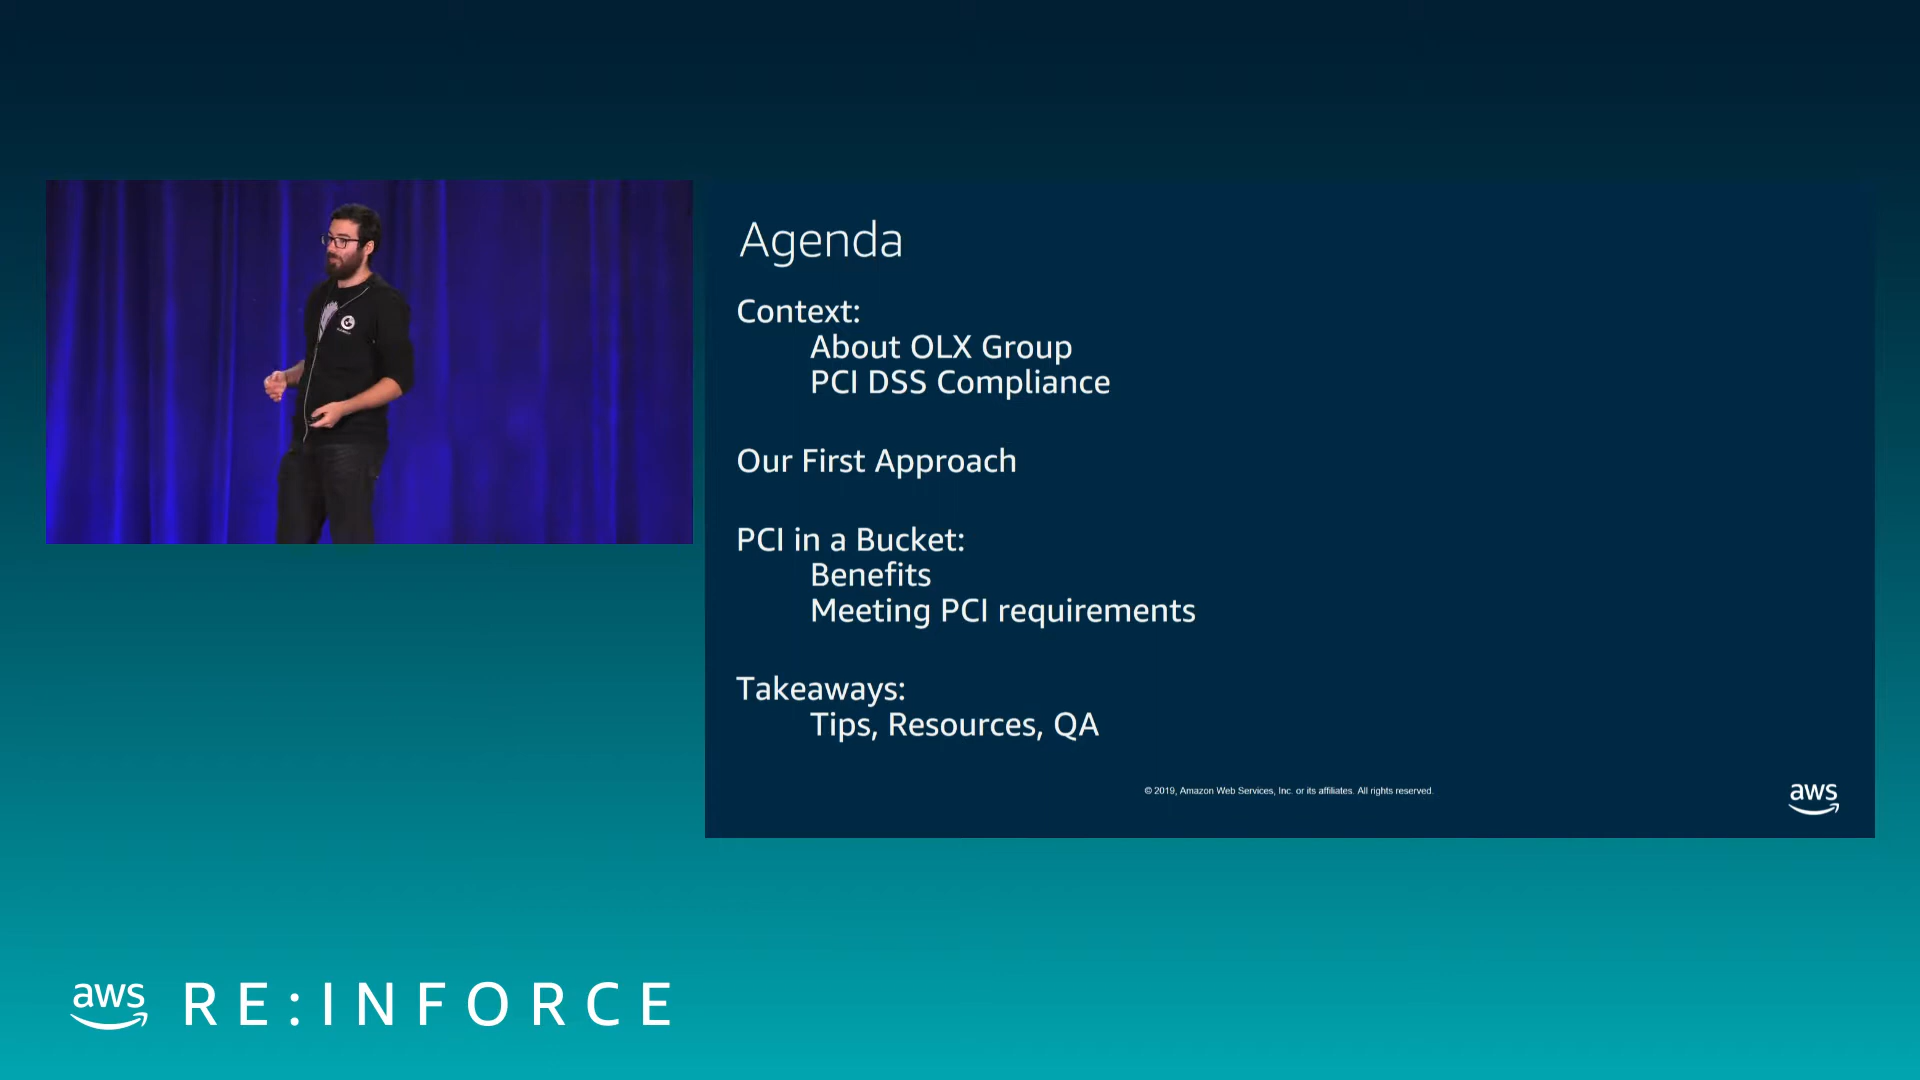 Agenda
Context:
About OLX Group
PCI DSS Compliance
Our First Approach
PCI in a Bucket:
Benefits
Meeting PCI requirements
Takeaways:
Tips, Resources, QA
© 2019, Amazon Web Services, Inc. or its affiliates. All rights reserved.
aws
aws RE:INFORCE